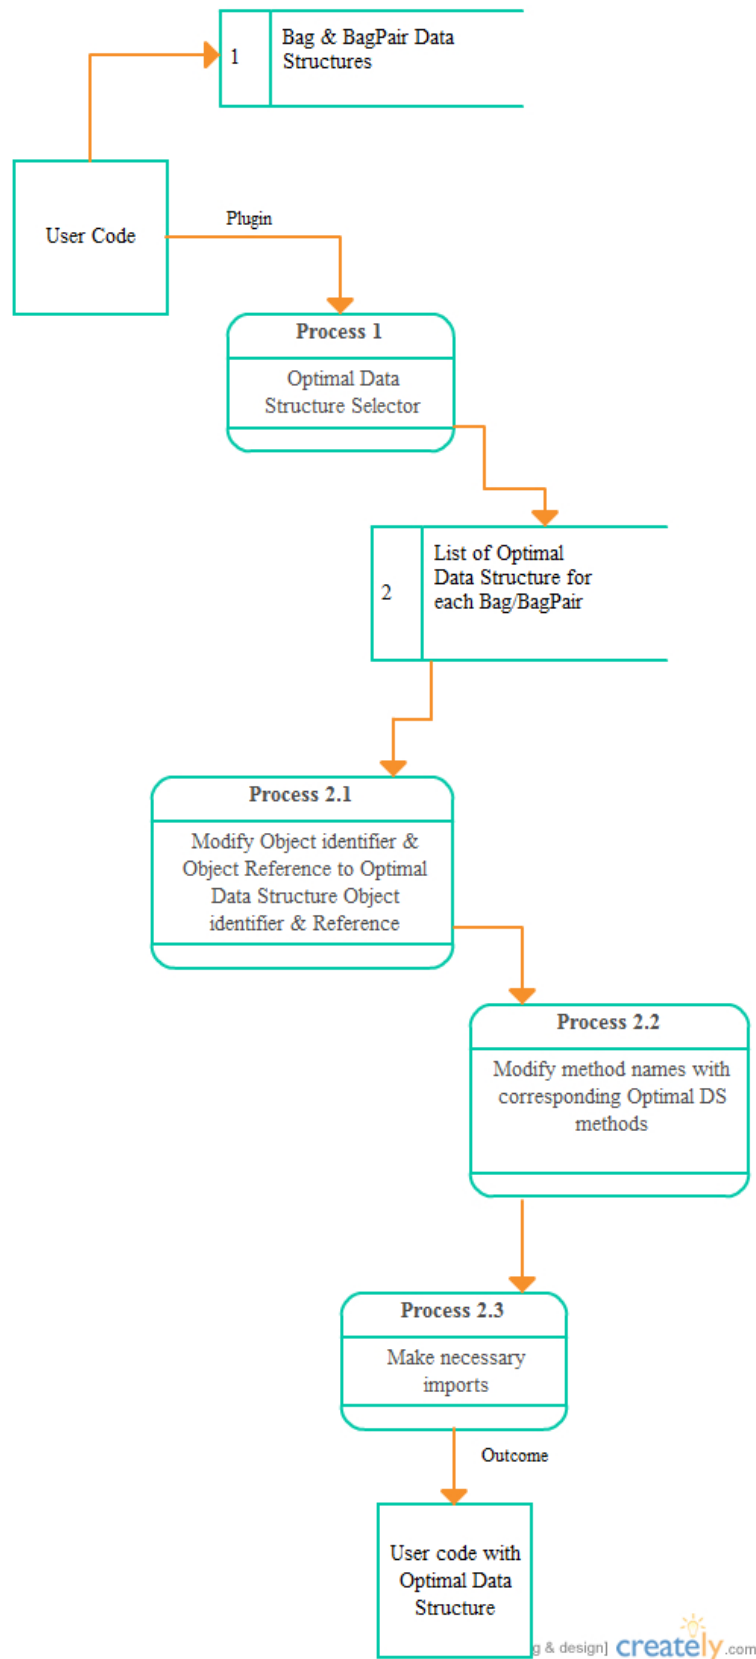 1
Bag & BagPair Data
Structures
User Code
Plugin
Process 1
Optimal Data
Structure Selector
2
List of Optimal
Data Structure for
each Bag/BagPair
Process 2.1
Modify Object identifier &
Object Reference to Optimal
Data Structure Object
identifier & Reference
Process 2.2
Modify method names with
corresponding Optimal DS
methods
Process 2.3
Make necessary
imports
Outcome
User code with
Optimal Data
Structure
g & design] creately.com